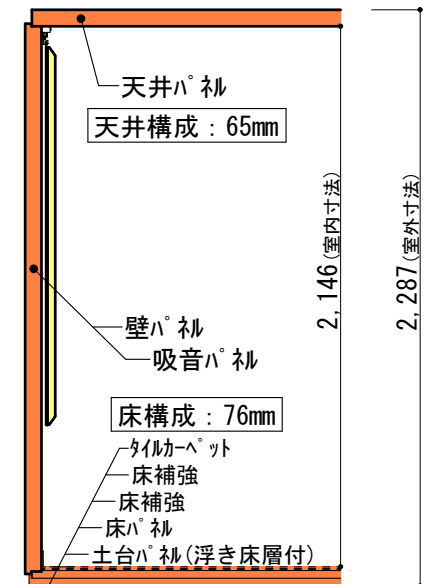 天井ﾊﾟﾈﾙ
天井構成：65mm
2,146(室内寸法)
2,287(室外寸法)
壁ﾊﾟﾈﾙ
吸音ﾊﾟﾈﾙ
床構成：76mm
ﾀｲﾙｶｰﾍﾟｯﾄ
床補強
床補強
床ﾊﾟﾈﾙ
土台ﾊﾟﾈﾙ(浮き床層付)